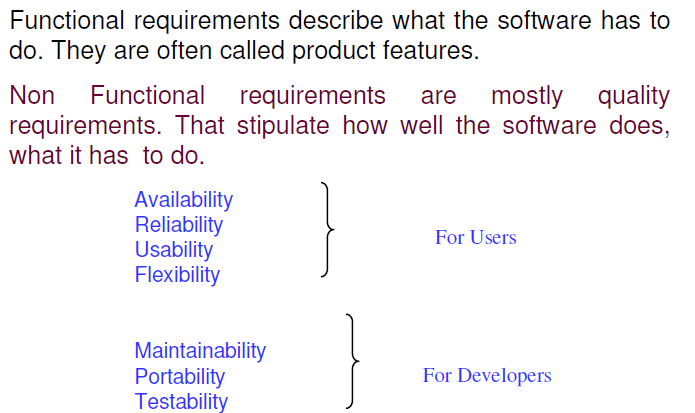 Functional requirements describe what the software has to
do. They are often called product features.
Non Functional requirements are mostly quality
requirements. That stipulate how well the software does,
what it has to do.
Availability
Reliability
Usability
Flexibility
For Users
Maintainability
Portability
Testability
For Developers